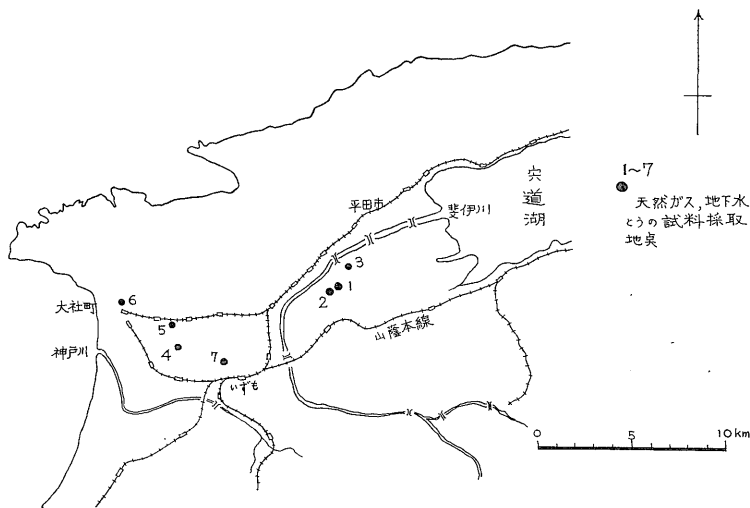 1~7
天然ガス,地下水
とうの試料採取
地点
宍道湖
平田市
斐伊川
3
1
2
大社町
6
5
4
7
神戸川
いずも
山陰本線
0
5
10km